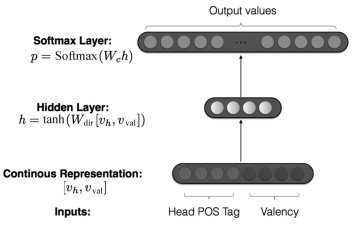 Output values
Softmax Layer:
p = Softmax(W_c h)
...
Hidden Layer:
h = tanh(W_dir [v_h, v_val])
Continous Representation:
[v_h, v_val]
Inputs:
Head POS Tag
Valency